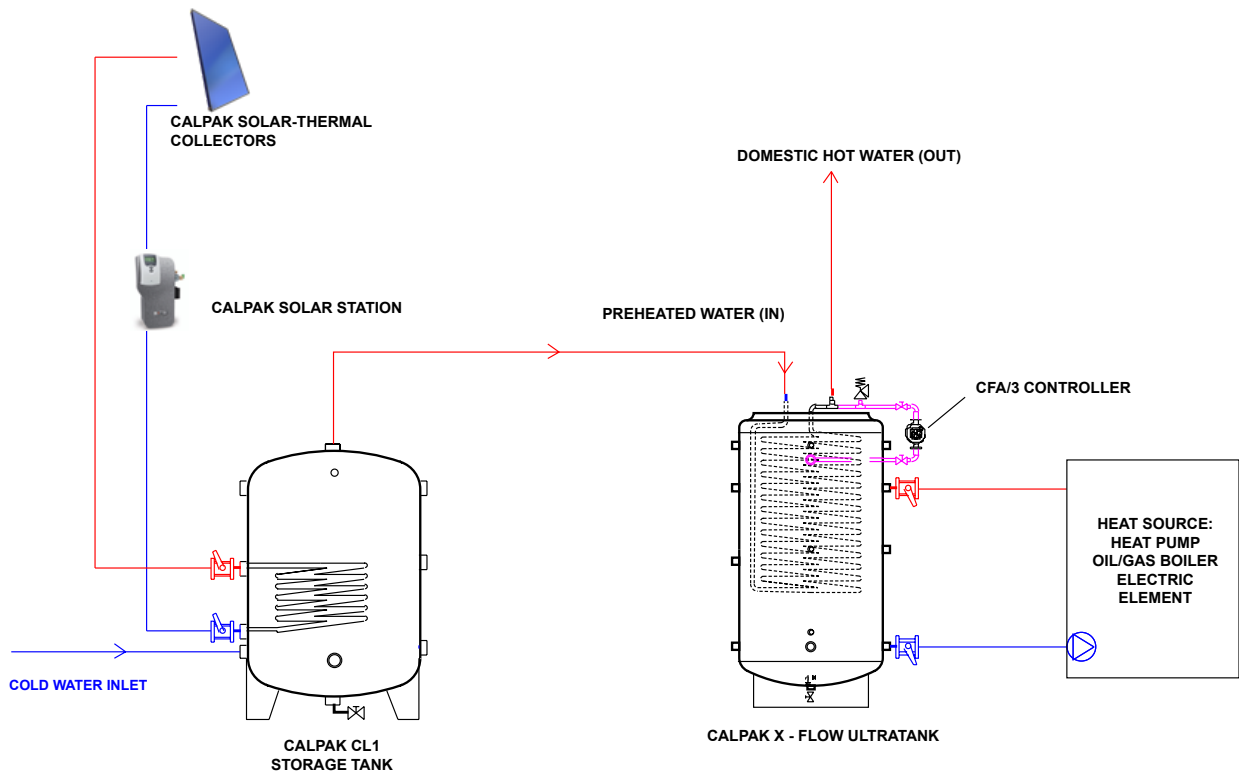 CALPAK SOLAR-THERMAL
COLLECTORS
DOMESTIC HOT WATER (OUT)
CALPAK SOLAR STATION
PREHEATED WATER (IN)
CFA/3 CONTROLLER
HEAT SOURCE:
HEAT PUMP
OIL/GAS BOILER
ELECTRIC
ELEMENT
COLD WATER INLET
CALPAK X - FLOW ULTRATANK
CALPAK CL1
STORAGE TANK